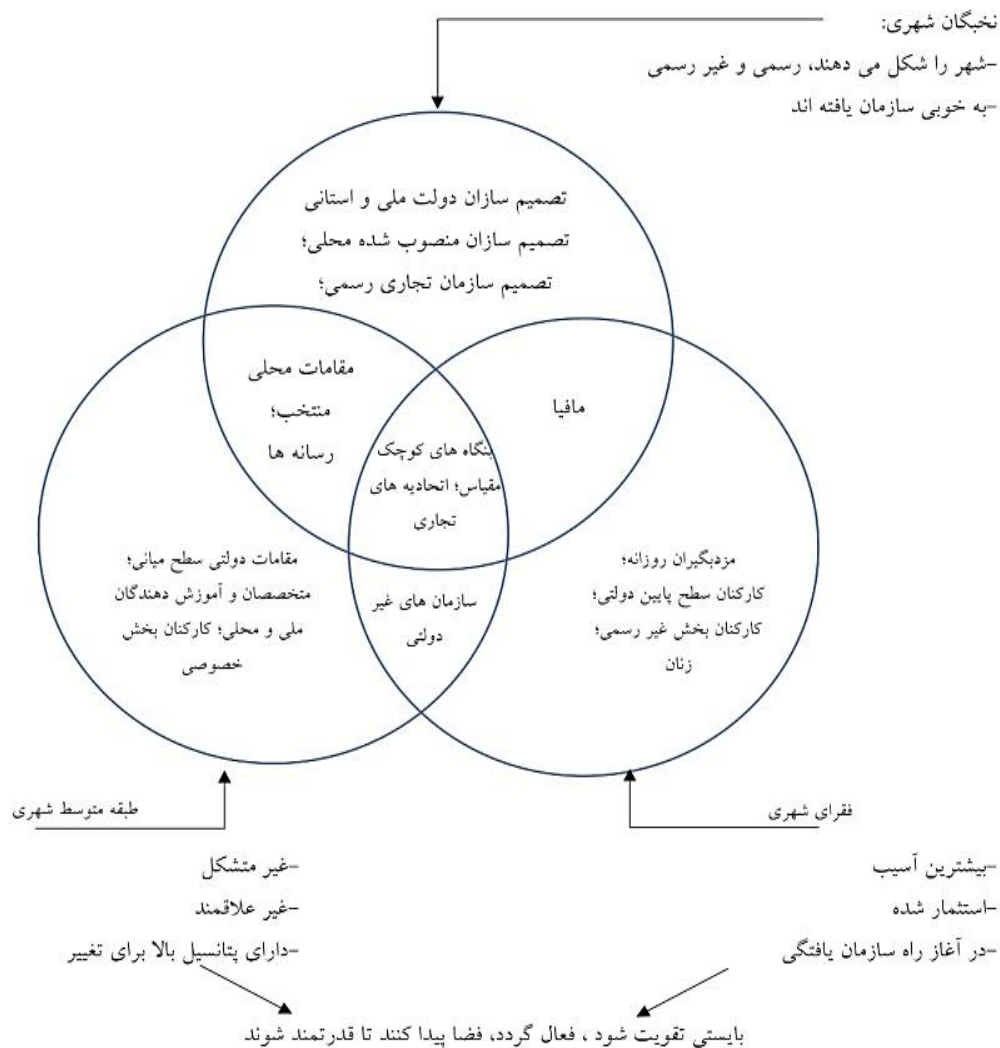 نخبگان شهری:
-شهر را شکل می دهند، رسمی و غیر رسمی
-به خوبی سازمان یافته اند
تصمیم سازان دولت ملی و استانی
تصمیم سازان منصوب شده محلی؛
تصمیم سازمان تجاری رسمی؛
مقامات محلی
منتخب؛
رسانه ها
مافیا
بنگاه های کوچک
مقیاس؛ اتحادیه های
تجاری
مقامات دولتی سطح میانی؛
متخصصان و آموزش دهندگان
ملی و محلی؛ کارکنان بخش
خصوصی
سازمان های غیر
دولتی
مزدبگیران روزانه؛
کارکنان سطح پایین دولتی؛
کارکنان بخش غیر رسمی؛
زنان
طبقه متوسط شهری
-غیر متشکل
-غیر علاقمند
-دارای پتانسیل بالا برای تغییر
فقرای شهری
-بیشترین آسیب
-استثمار شده
-در آغاز راه سازمان یافتگی
بایستی تقویت شود ، فعال گردد، فضا پیدا کنند تا قدرتمند شوند